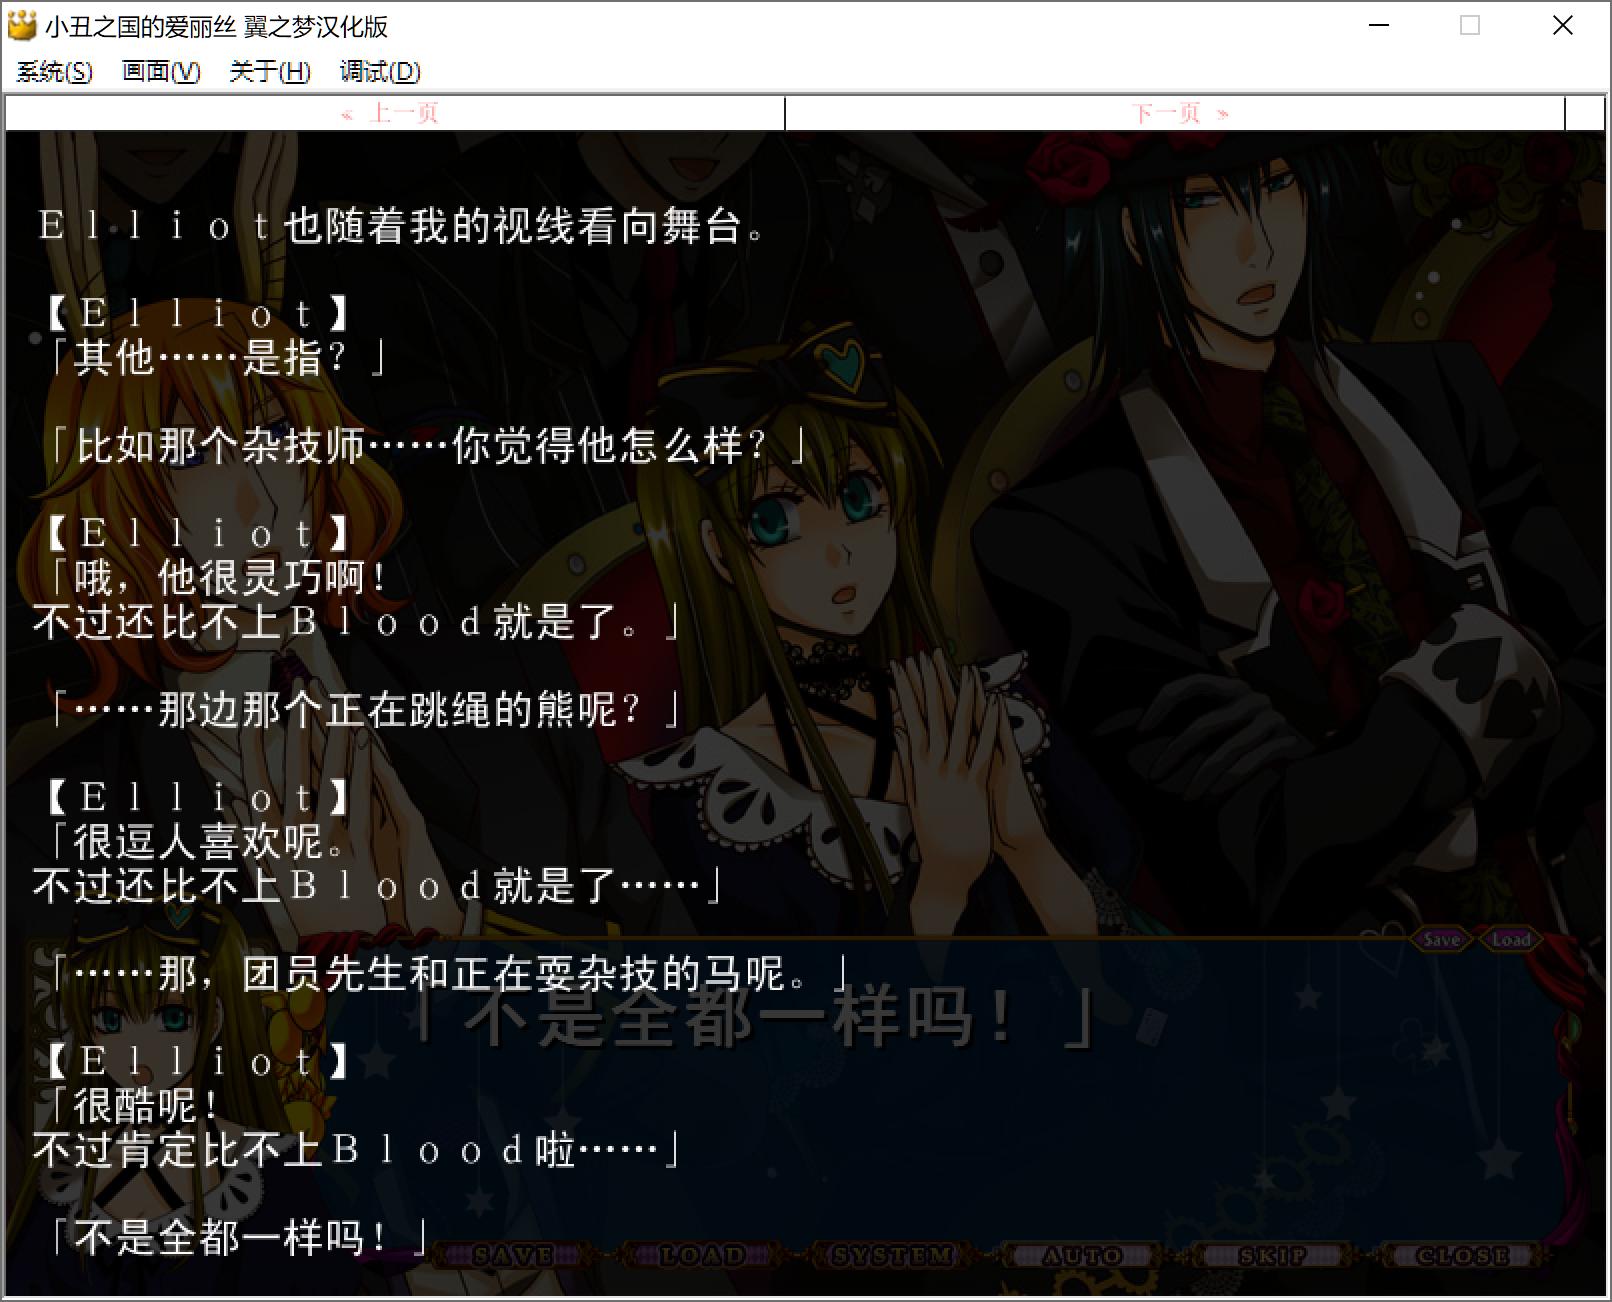 小丑之国的爱丽丝 翼之梦汉化版
系统(S) 画面(V) 关于(H) 调试(D)
« 上一页 下一页 »
Elliot也随着我的视线看向舞台。
【Elliot】
「其他……是指？」
「比如那个杂技师……你觉得他怎么样？」
【Elliot】
「哦，他很灵巧啊！
不过还比不上Blood就是了。」
「……那边那个正在跳绳的熊呢？」
【Elliot】
「很逗人喜欢呢。
不过还比不上Blood就是了……」
Save Load
「……那，团员先生和正在耍杂技的马呢。」
「不是全都一样吗！」
【Elliot】
「很酷呢！
不过肯定比不上Blood啦……」
「不是全都一样吗！」
SAVE LOAD SYSTEM AUTO SKIP CLOSE